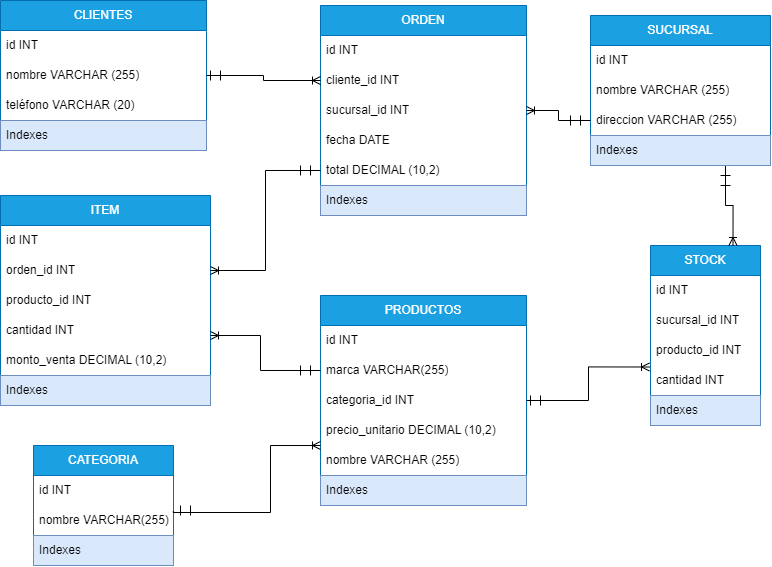 CLIENTES
id INT
nombre VARCHAR (255)
teléfono VARCHAR (20)
Indexes
ORDEN
id INT
cliente_id INT
sucursal_id INT
fecha DATE
total DECIMAL (10,2)
Indexes
SUCURSAL
id INT
nombre VARCHAR (255)
direccion VARCHAR (255)
Indexes
ITEM
id INT
orden_id INT
producto_id INT
cantidad INT
monto_venta DECIMAL (10,2)
Indexes
PRODUCTOS
id INT
marca VARCHAR(255)
categoria_id INT
precio_unitario DECIMAL (10,2)
nombre VARCHAR (255)
Indexes
STOCK
id INT
sucursal_id INT
producto_id INT
cantidad INT
Indexes
CATEGORIA
id INT
nombre VARCHAR(255)
Indexes